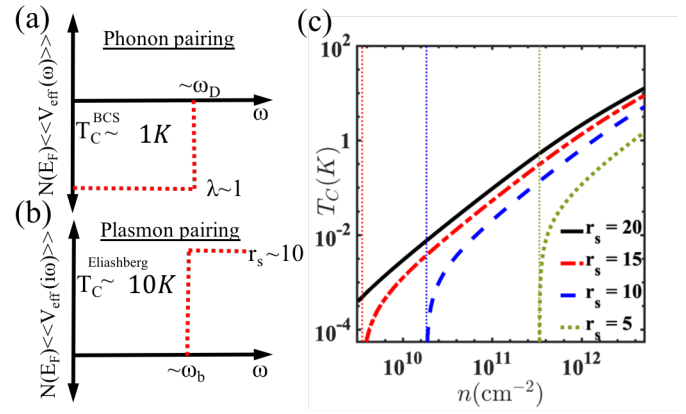 (a)
Phonon pairing
N(E_F)<<V_eff(ω)>>
~ω_D
ω
T_C^BCS ~ 1K
λ~1
(b)
Plasmon pairing
N(E_F)<<V_eff(iω)>>
r_s~10
T_C^Eliashberg ~ 10K
~ω_b
ω
(c)
T_C(K)
10^2
1
10^-2
10^-4
r_s = 20
r_s = 15
r_s = 10
r_s = 5
10^10
10^11
10^12
n(cm^-2)